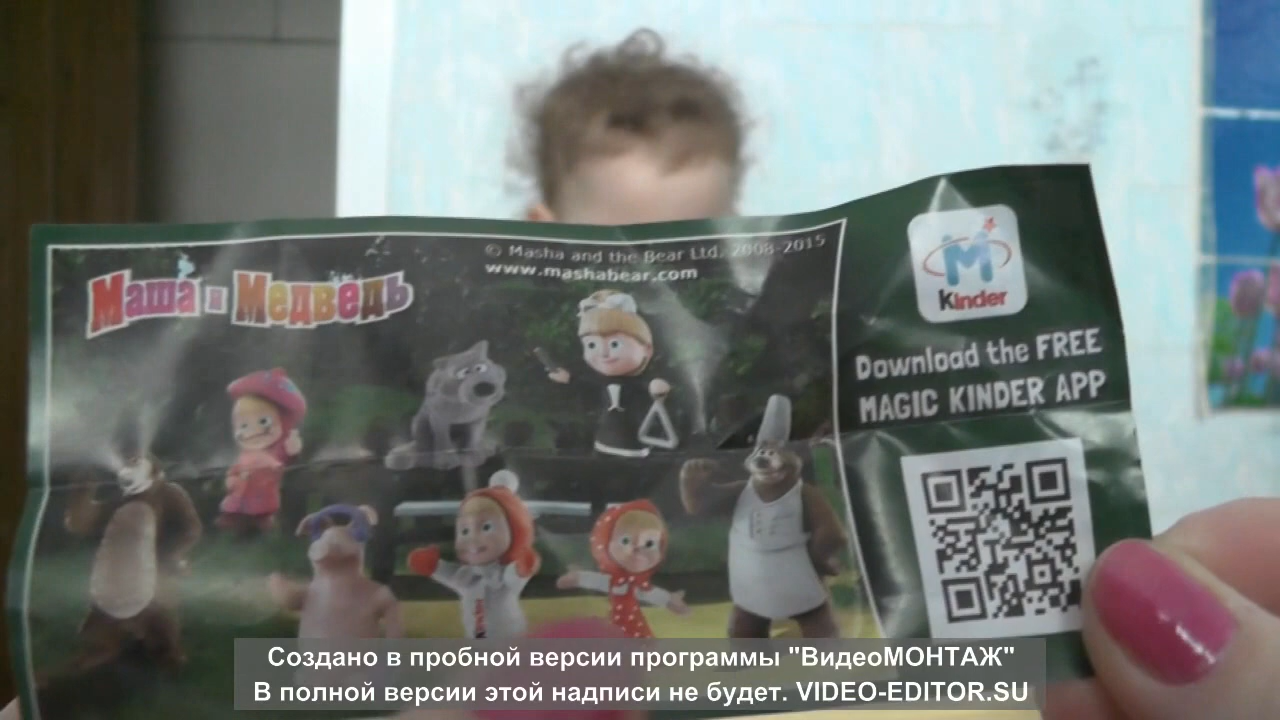 © Masha and the Bear Ltd. 2008-2015
www.mashabear.com
Маша и Медведь
M
Kinder
Download the FREE
MAGIC KINDER APP
Создано в пробной версии программы "ВидеоМОНТАЖ"
В полной версии этой надписи не будет. VIDEO-EDITOR.SU